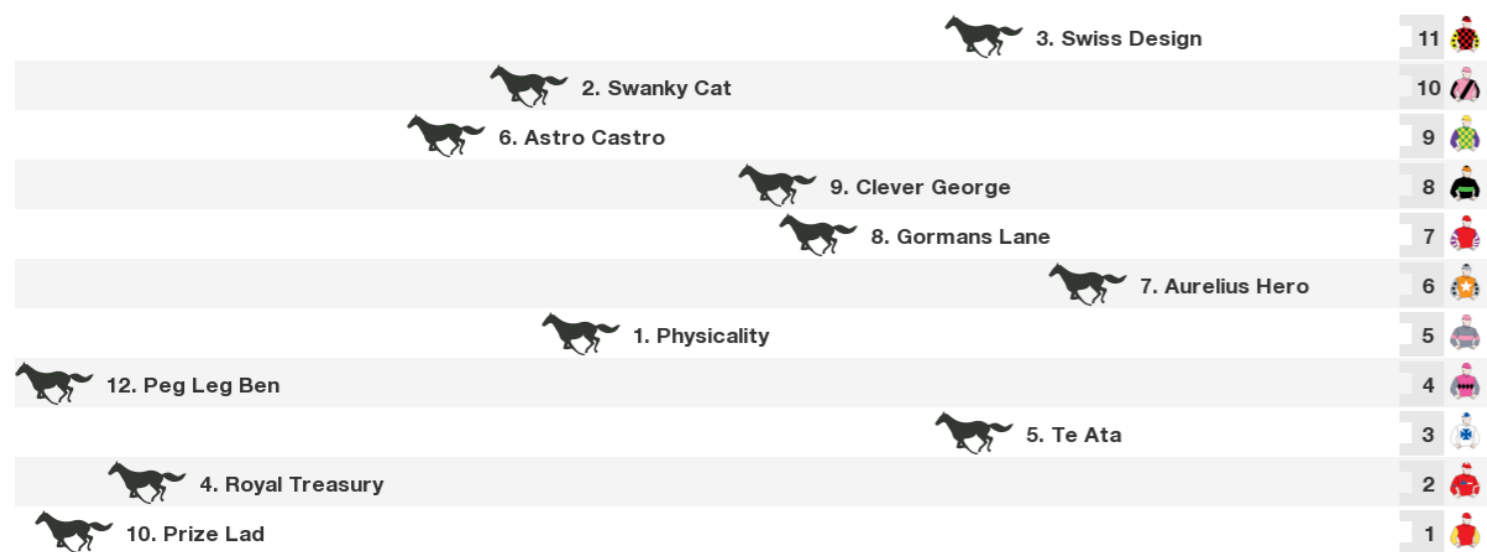 3. Swiss Design 11
2. Swanky Cat 10
6. Astro Castro 9
9. Clever George 8
8. Gormans Lane 7
7. Aurelius Hero 6
1. Physicality 5
12. Peg Leg Ben 4
5. Te Ata 3
4. Royal Treasury 2
10. Prize Lad 1